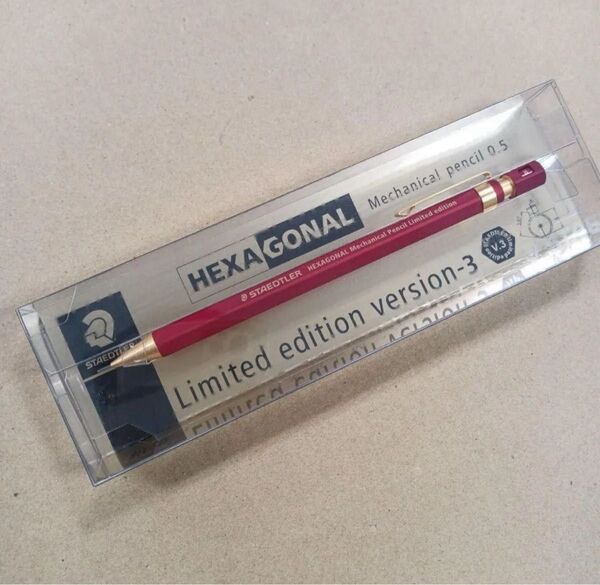 HEXAGONAL
Mechanical pencil 0.5
STAEDTLER HEXAGONAL Mechanical Pencil Limited edition
STAEDTLER
Limited edition version-3
V.3